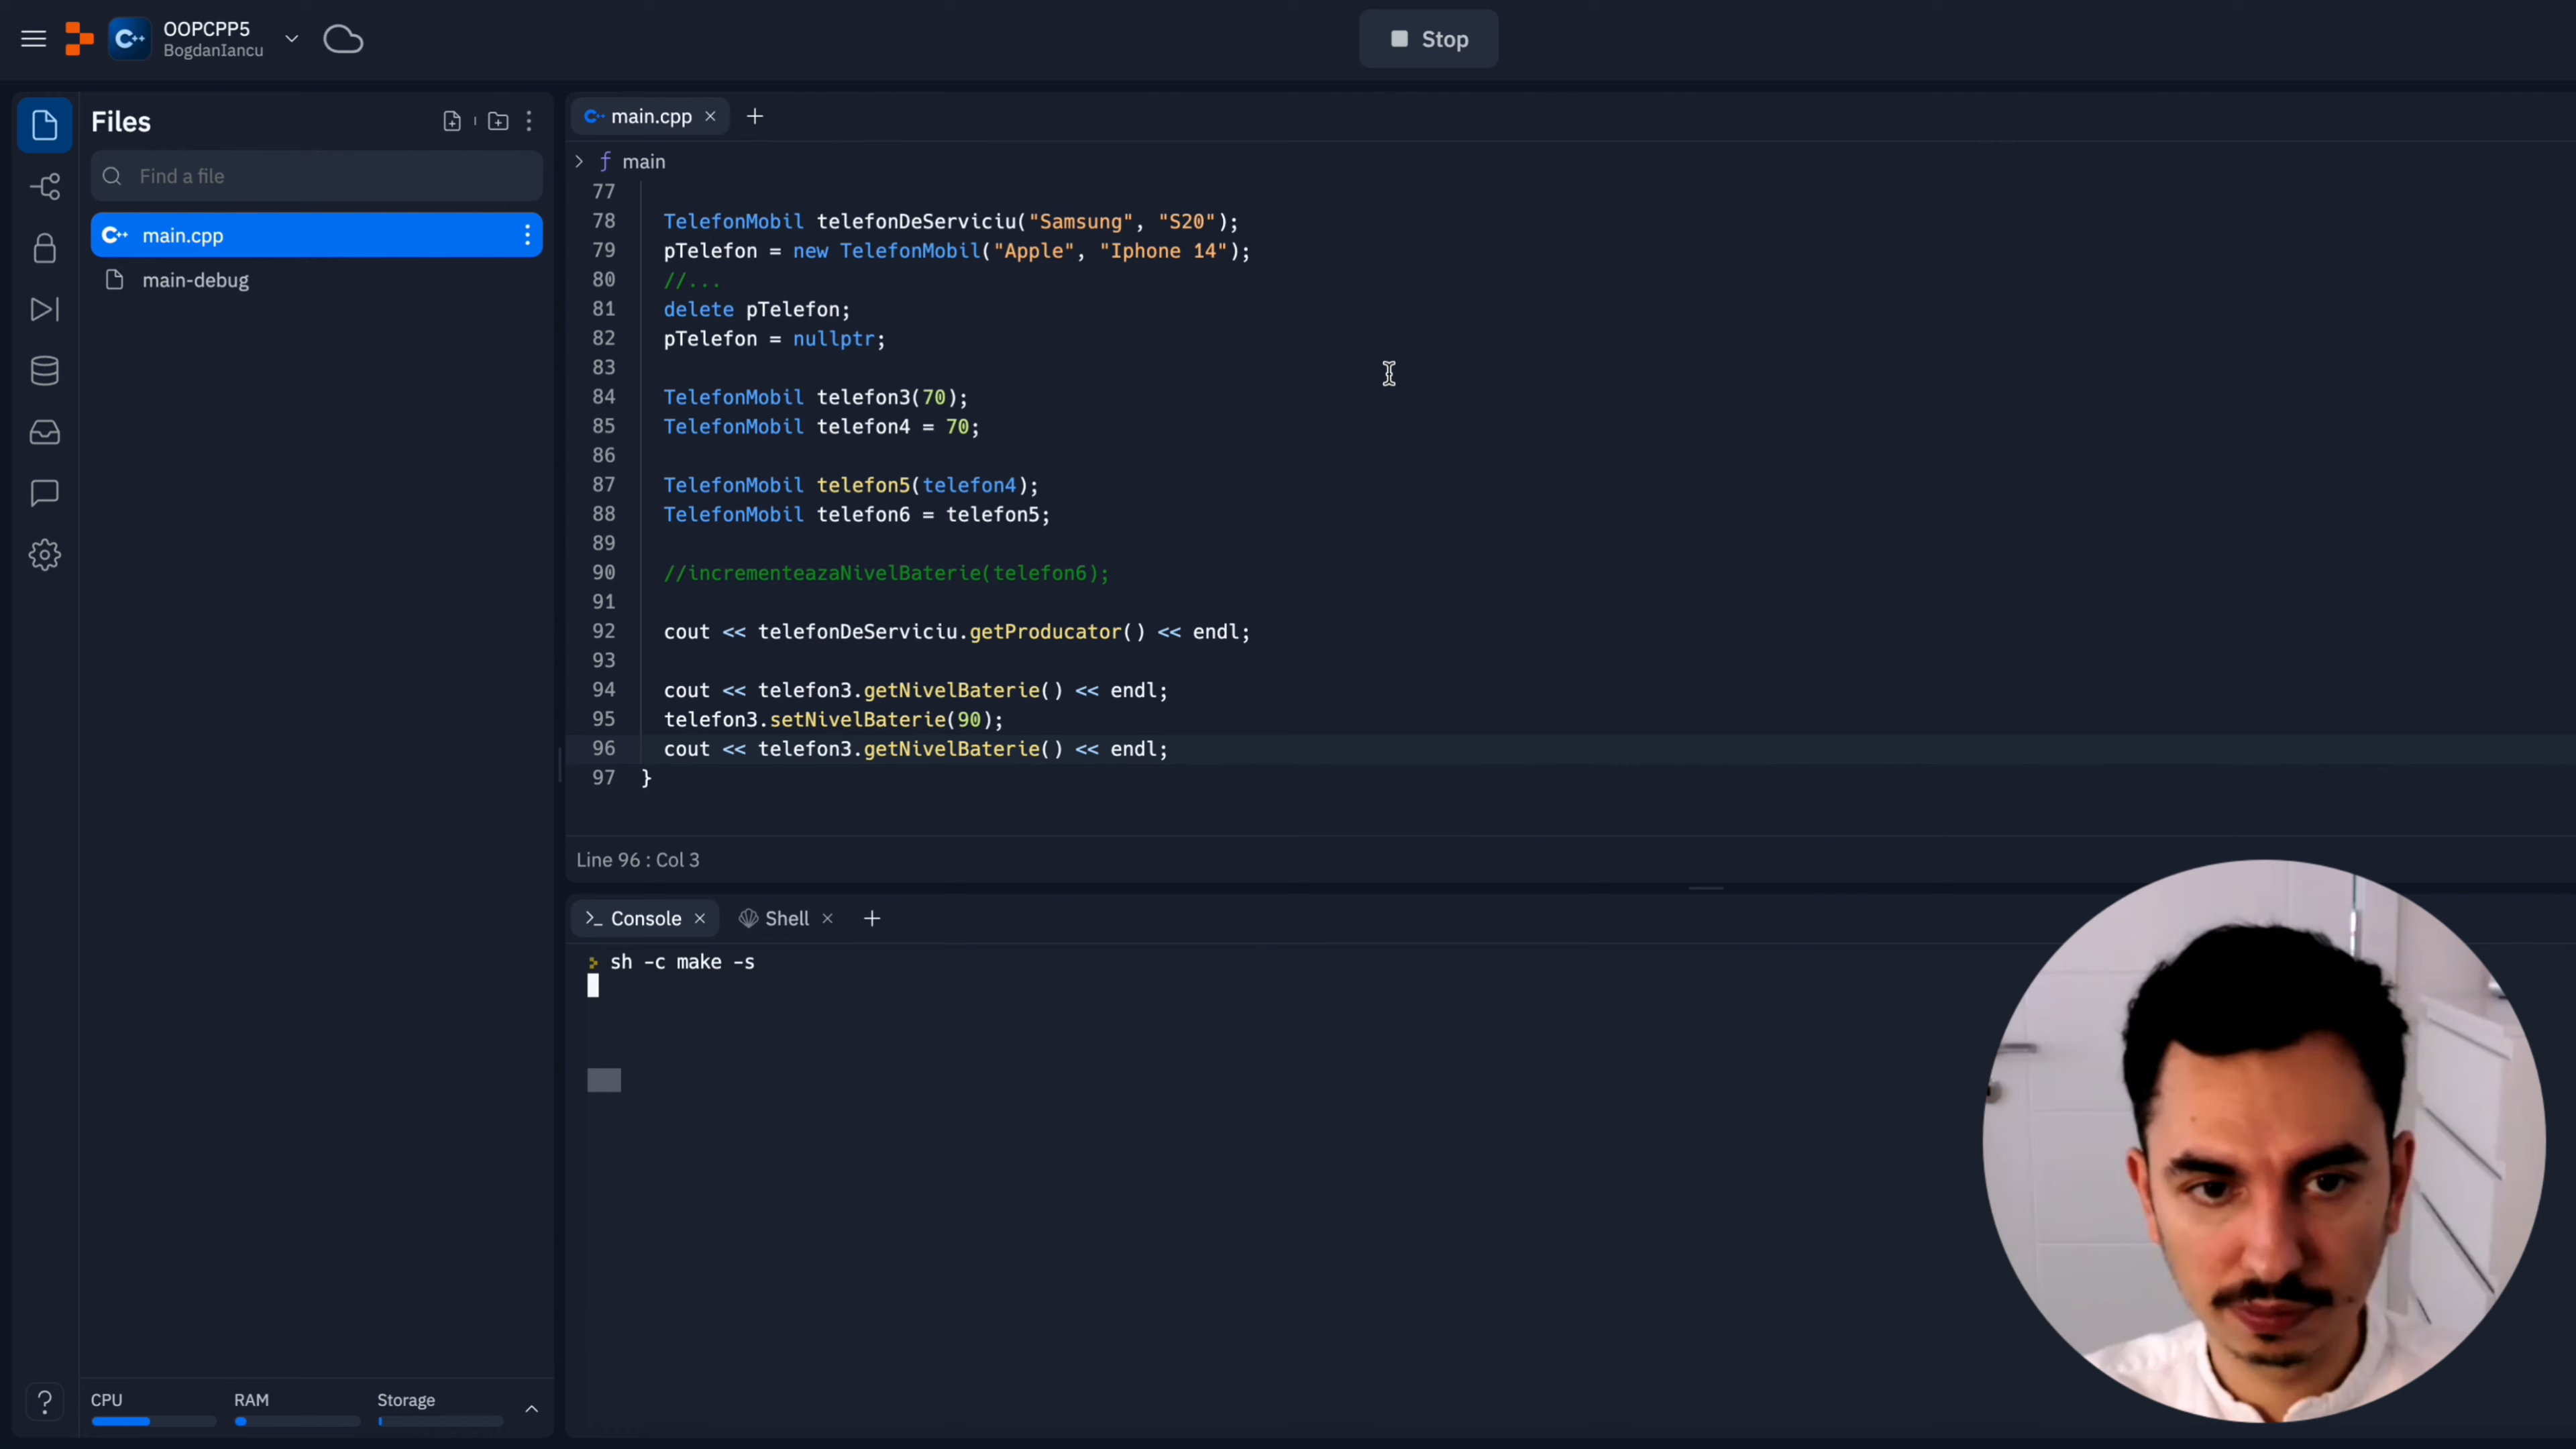 OOPCPP5
BogdanIancu
Stop
Files
Find a file
main.cpp
main-debug
CPU
RAM
Storage
main.cpp
main
77
78 TelefonMobil telefonDeServiciu("Samsung", "S20");
79 pTelefon = new TelefonMobil("Apple", "Iphone 14");
80 //...
81 delete pTelefon;
82 pTelefon = nullptr;
83
84 TelefonMobil telefon3(70);
85 TelefonMobil telefon4 = 70;
86
87 TelefonMobil telefon5(telefon4);
88 TelefonMobil telefon6 = telefon5;
89
90 //incrementeazaNivelBaterie(telefon6);
91
92 cout << telefonDeServiciu.getProducator() << endl;
93
94 cout << telefon3.getNivelBaterie() << endl;
95 telefon3.setNivelBaterie(90);
96 cout << telefon3.getNivelBaterie() << endl;
97 }
Line 96 : Col 3
Console
Shell
sh -c make -s